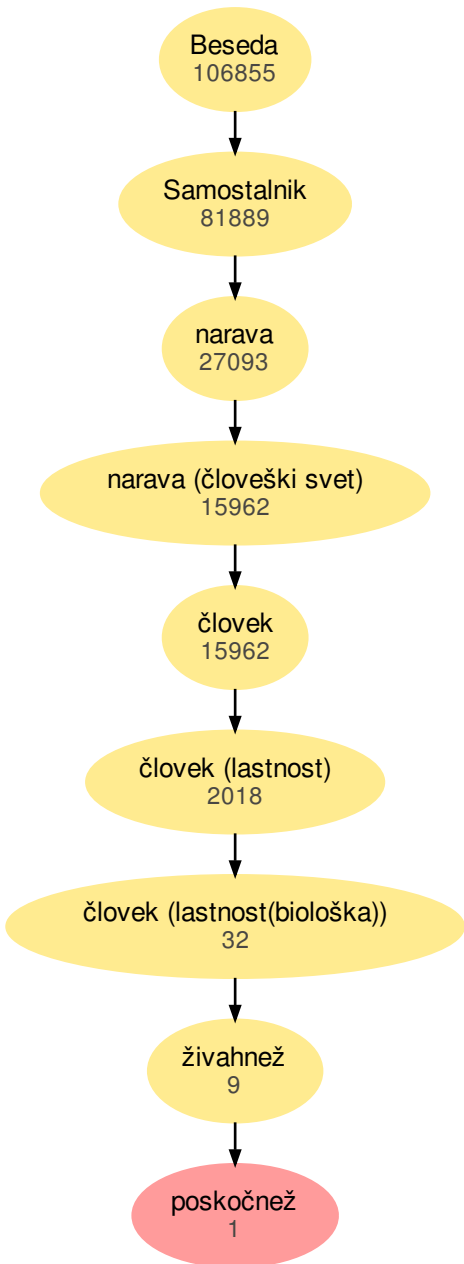 Beseda
106855
Samostalnik
81889
narava
27093
narava (človeški svet)
15962
človek
15962
človek (lastnost)
2018
človek (lastnost(biološka))
32
živahnež
9
poskočnež
1